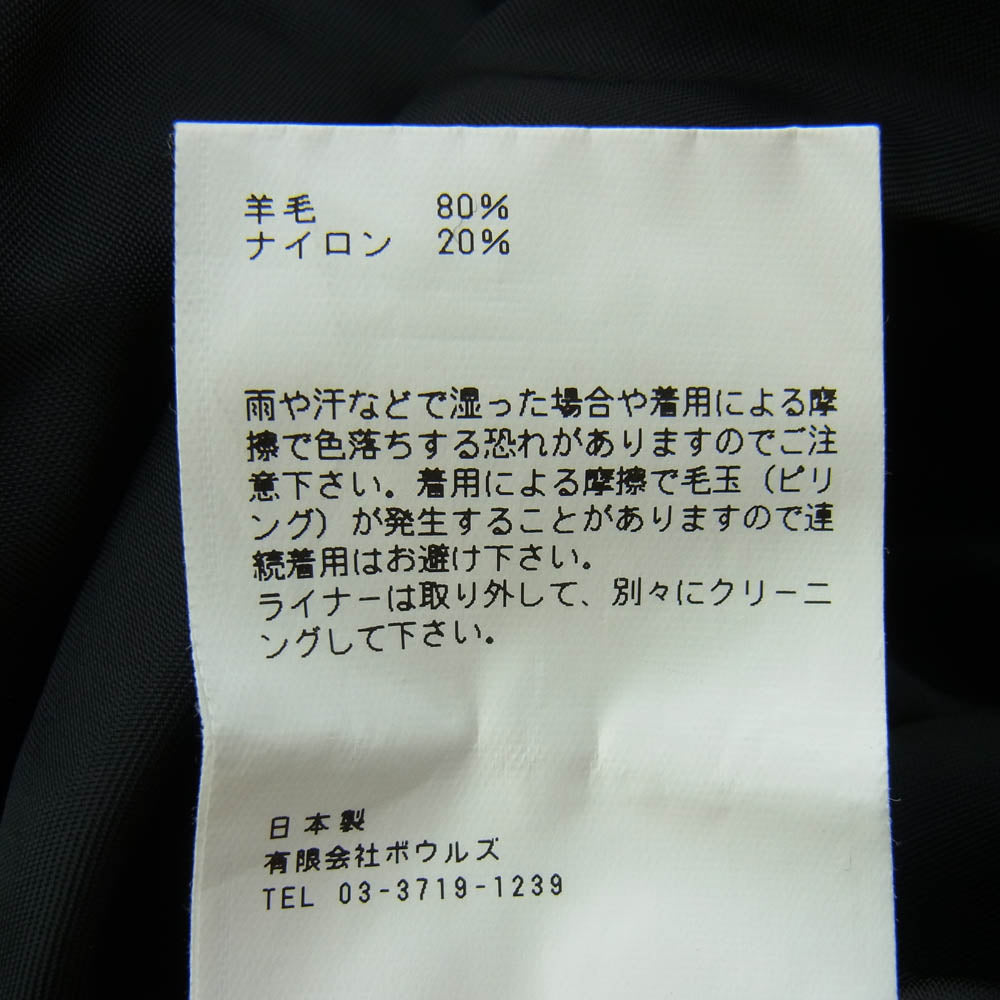 羊毛 80%
ナイロン 20%
雨や汗などで湿った場合や着用による摩
擦で色落ちする恐れがありますのでご注
意下さい。着用による摩擦で毛玉（ピリ
ング）が発生することがありますので連
続着用はお避け下さい。
ライナーは取り外して、別々にクリーニ
ングして下さい。
日本製
有限会社ボウルズ
TEL 03-3719-1239